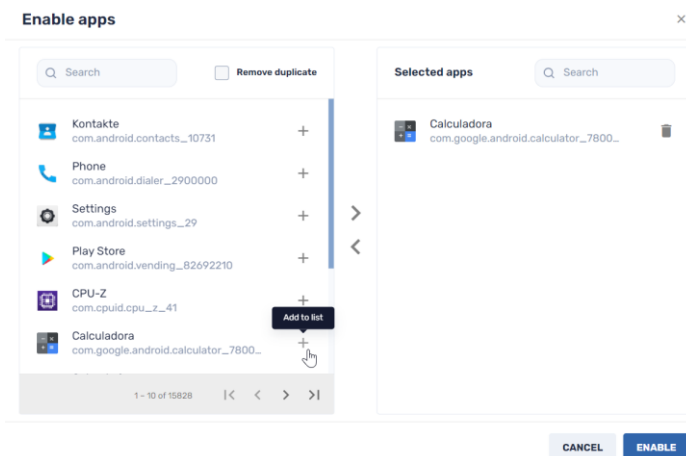 Enable apps
Search
Remove duplicate
Kontakte
com.android.contacts_10731
Phone
com.android.dialer_2900000
Settings
com.android.settings_29
Play Store
com.android.vending_82692210
CPU-Z
com.cpuid.cpu_z_41
Add to list
Calculadora
com.google.android.calculator_7800...
1 – 10 of 15828
Selected apps
Search
Calculadora
com.google.android.calculator_7800...
CANCEL
ENABLE